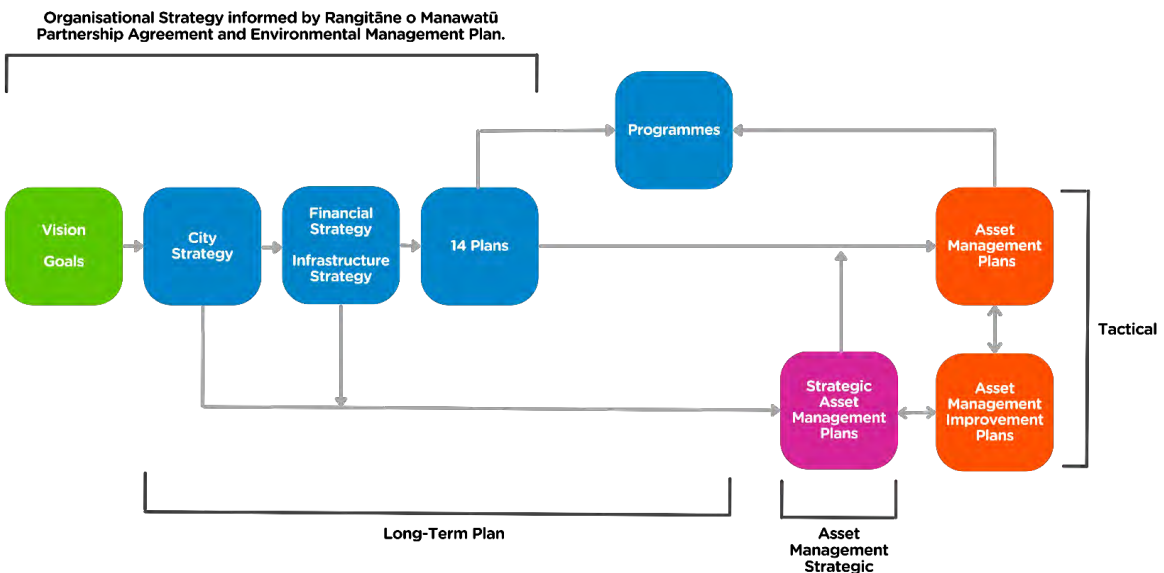 Organisational Strategy informed by Rangitāne o Manawatū
Partnership Agreement and Environmental Management Plan.
Programmes
Vision
Goals
City
Strategy
Financial
Strategy
Infrastructure
Strategy
14 Plans
Asset
Management
Plans
Tactical
Strategic
Asset
Management
Plans
Asset
Management
Improvement
Plans
Long-Term Plan
Asset
Management
Strategic